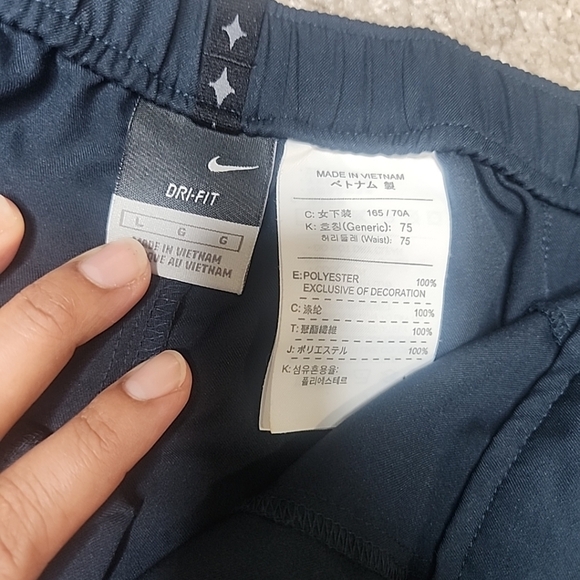 DRI-FIT
L G G
MADE IN VIETNAM
AU VIETNAM
MADE IN VIETNAM
ベトナム 製
C: 女下装 165 / 70A
K: 호칭(Generic): 75
허리둘레 (Waist): 75
E: POLYESTER 100%
EXCLUSIVE OF DECORATION
C: 涤纶 100%
T: 聚酯纖維 100%
J: ポリエステル 100%
K: 섬유혼용율:
폴리에스테르